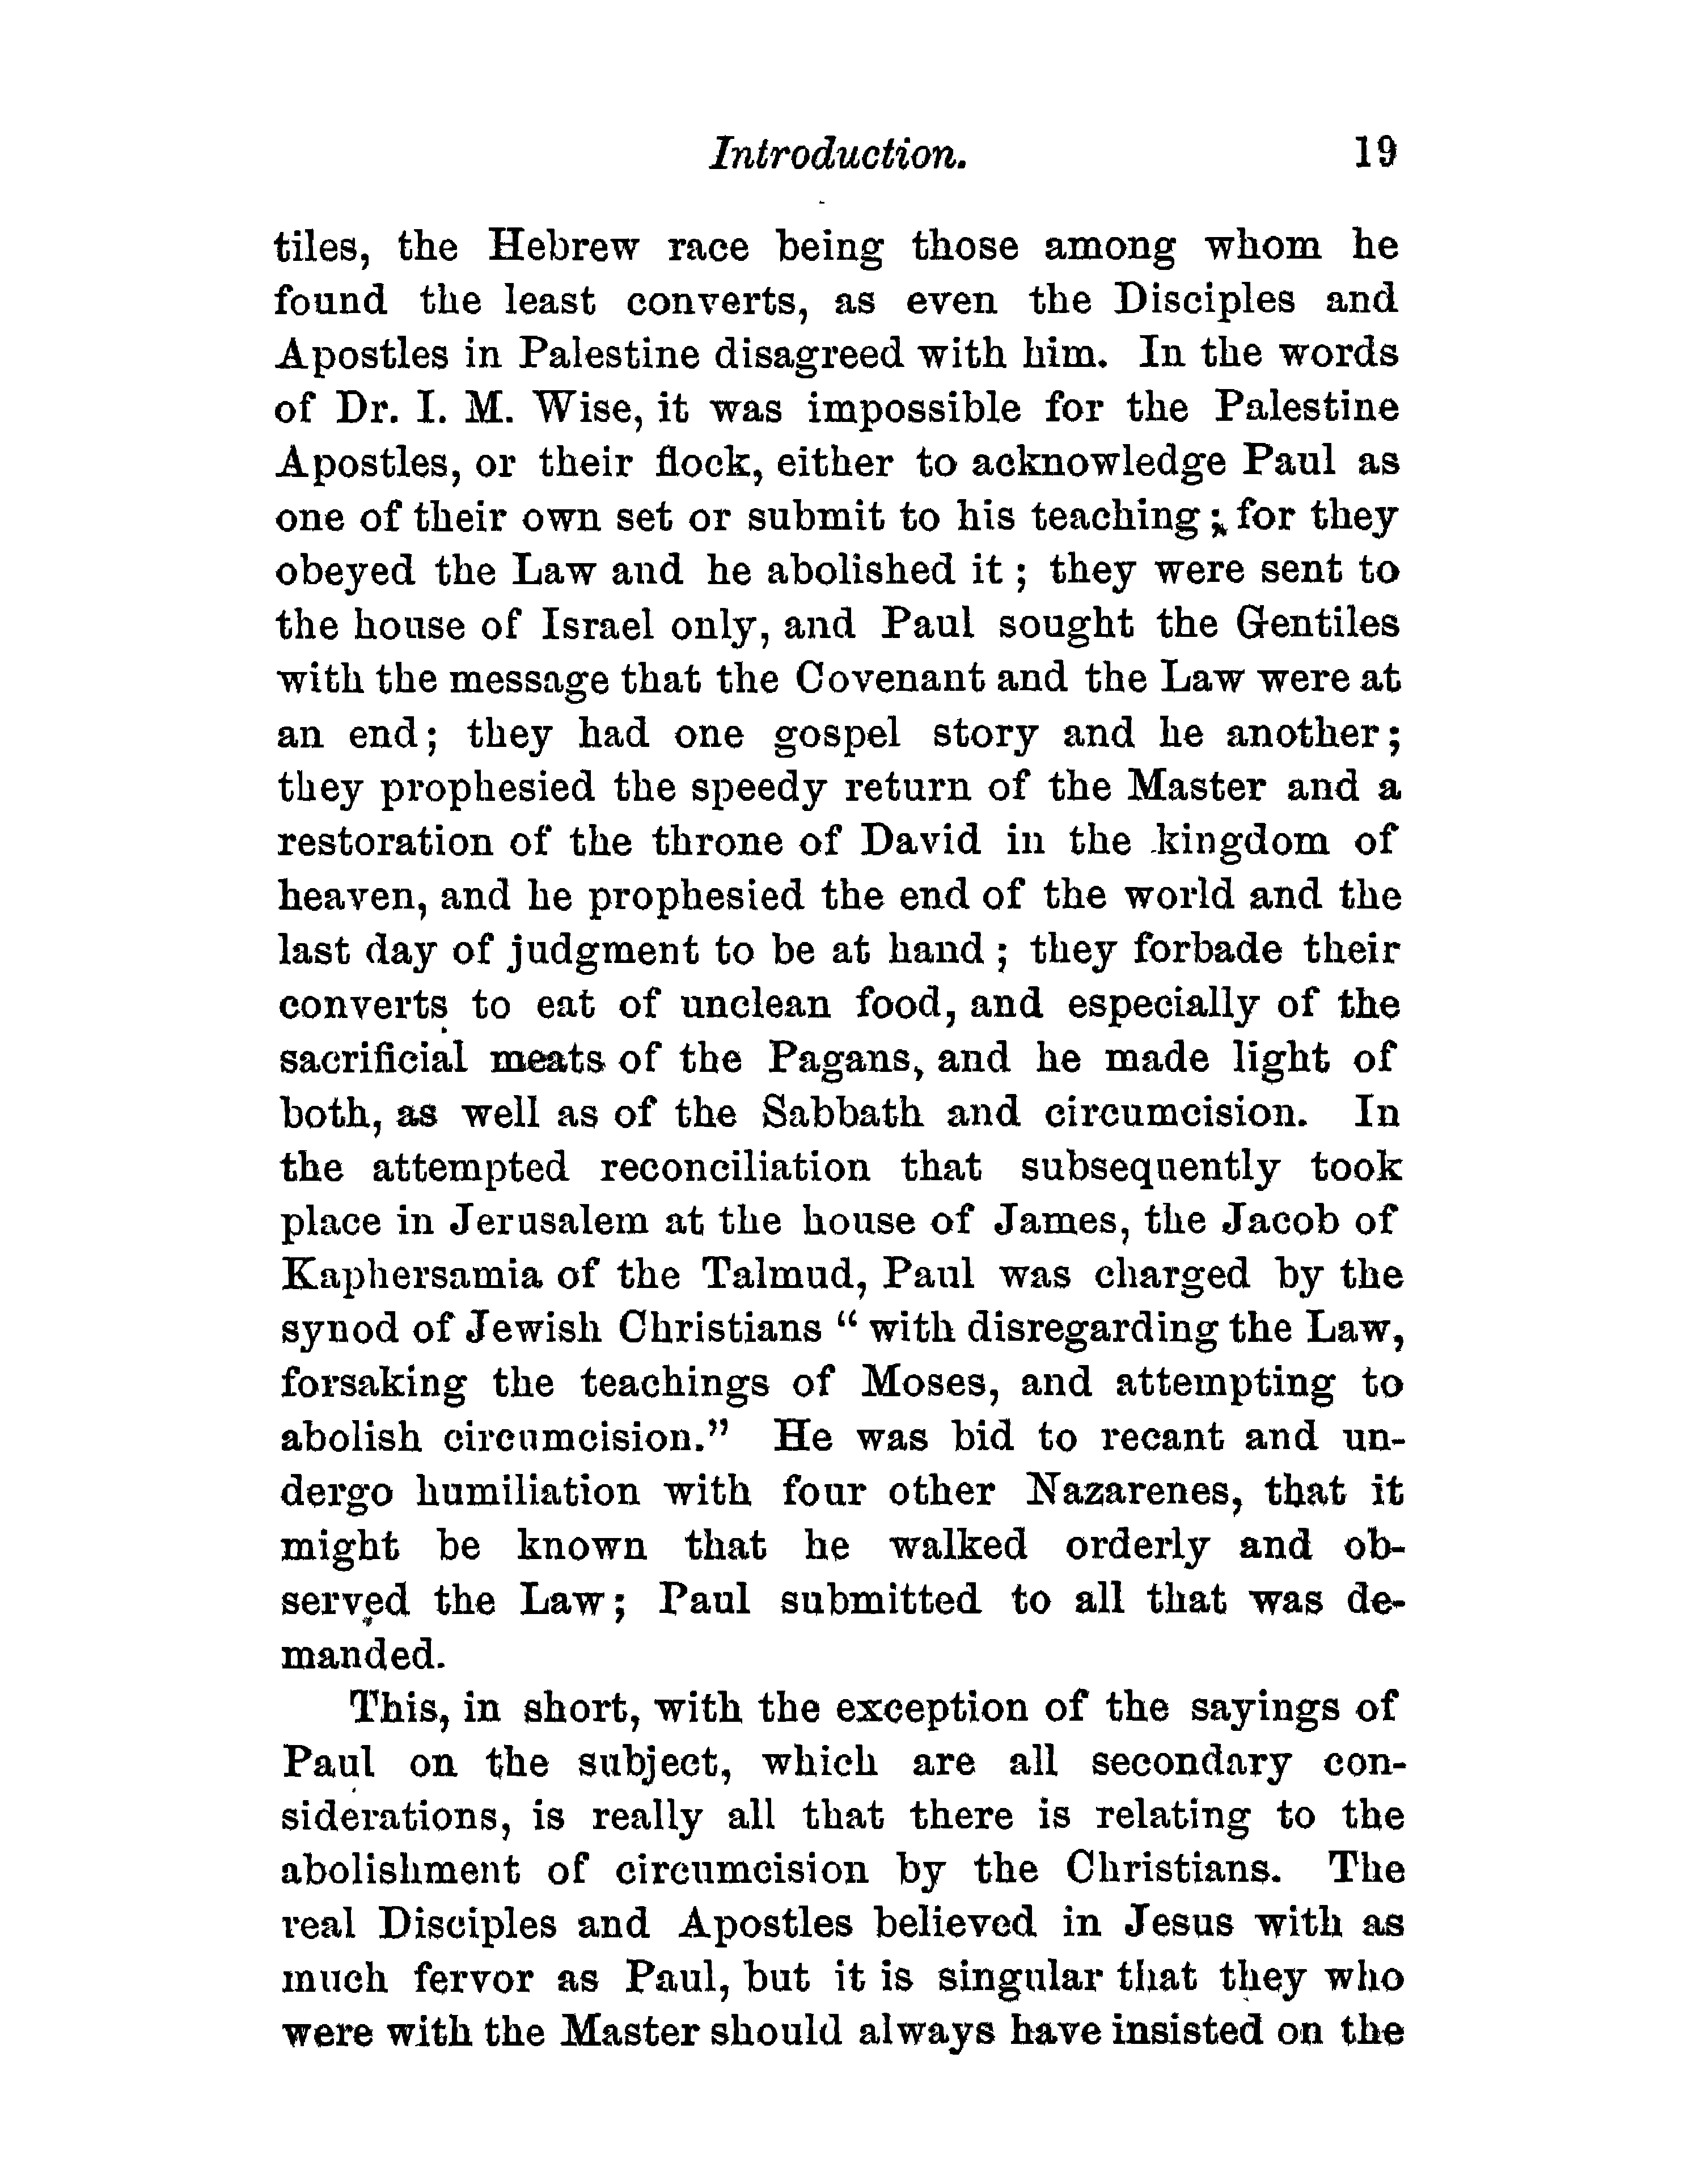 Introduction. 19
tiles, the Hebrew race being those among whom he
found the least converts, as even the Disciples and
Apostles in Palestine disagreed with him. In the words
of Dr. I. M. Wise, it was impossible for the Palestine
Apostles, or their flock, either to acknowledge Paul as
one of their own set or submit to his teaching; for they
obeyed the Law and he abolished it; they were sent to
the house of Israel only, and Paul sought the Gentiles
with the message that the Covenant and the Law were at
an end; they had one gospel story and he another;
they prophesied the speedy return of the Master and a
restoration of the throne of David in the kingdom of
heaven, and he prophesied the end of the world and the
last day of judgment to be at hand; they forbade their
converts to eat of unclean food, and especially of the
sacrificial meats of the Pagans, and he made light of
both, as well as of the Sabbath and circumcision. In
the attempted reconciliation that subsequently took
place in Jerusalem at the house of James, the Jacob of
Kaphersamia of the Talmud, Paul was charged by the
synod of Jewish Christians “ with disregarding the Law,
forsaking the teachings of Moses, and attempting to
abolish circumcision.” He was bid to recant and un-
dergo humiliation with four other Nazarenes, that it
might be known that he walked orderly and ob-
served the Law; Paul submitted to all that was de-
manded.
This, in short, with the exception of the sayings of
Paul on the subject, which are all secondary con-
siderations, is really all that there is relating to the
abolishment of circumcision by the Christians. The
real Disciples and Apostles believed in Jesus with as
much fervor as Paul, but it is singular that they who
were with the Master should always have insisted on the